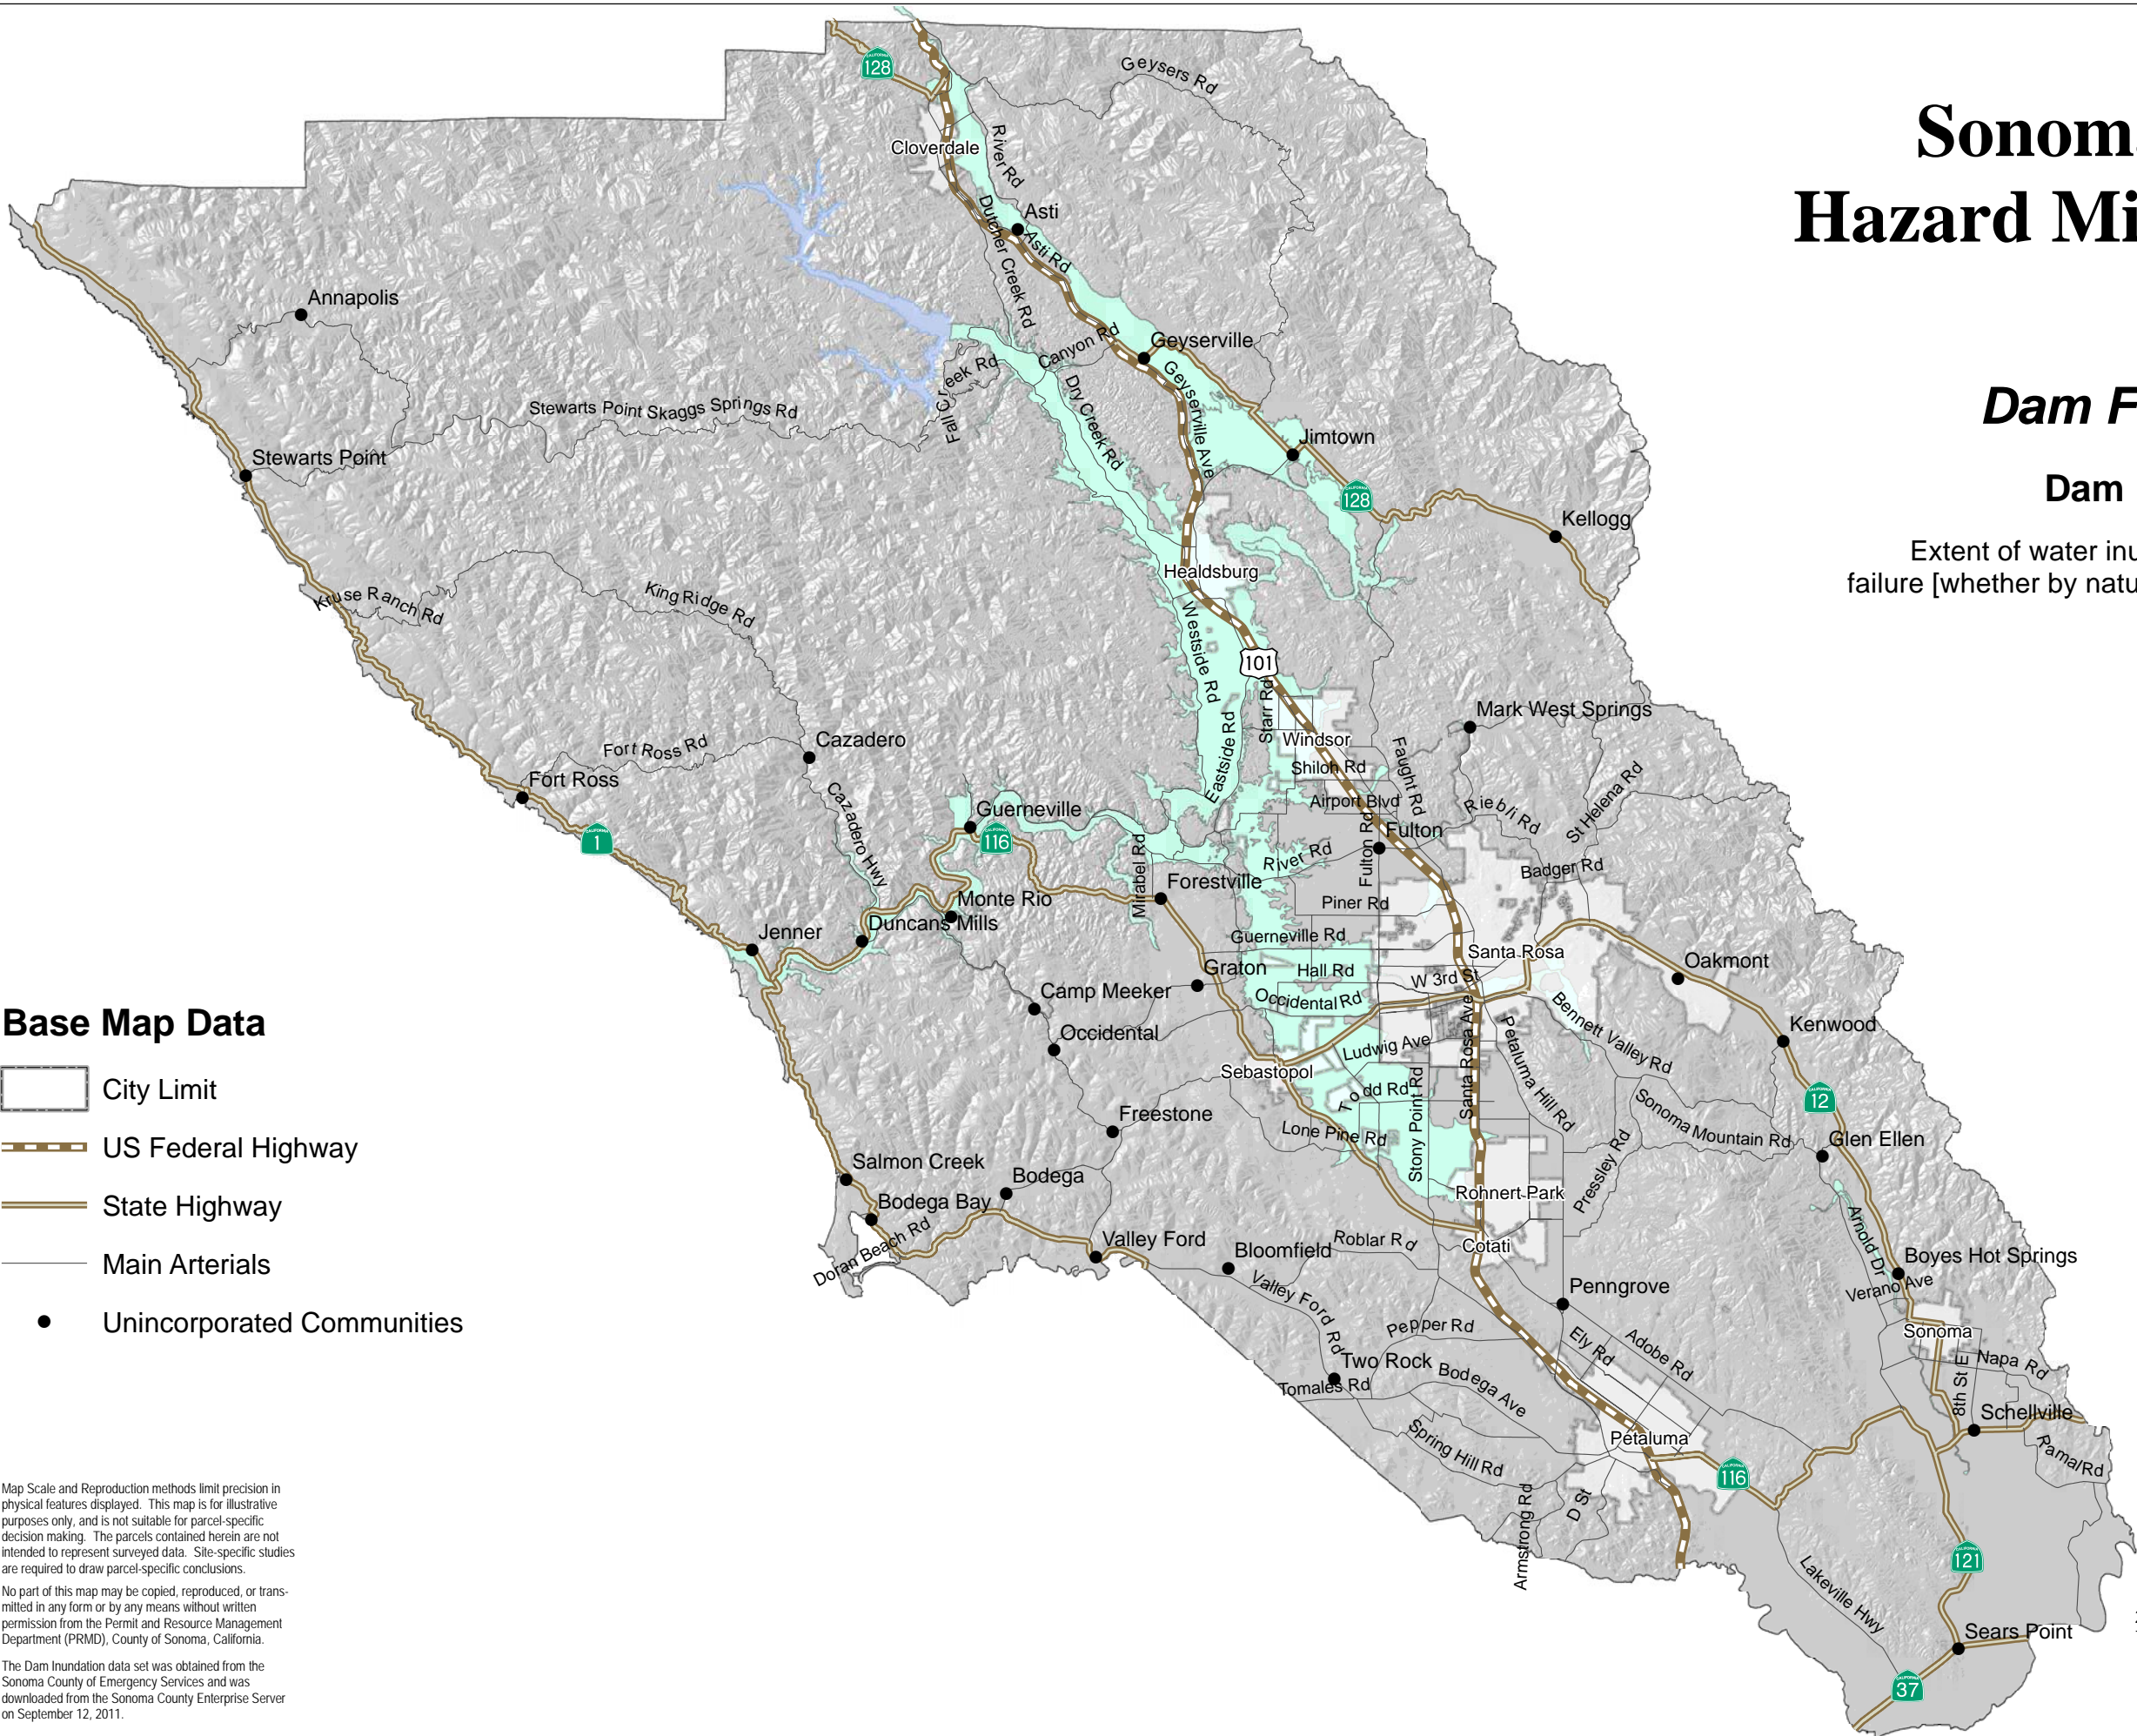 Sonoma
Hazard Mi
Dam F
Dam
Extent of water inu
failure [whether by natu
128
Geysers Rd
Cloverdale
River Rd
Asti
Asti Rd
Dutcher Creek Rd
Annapolis
Geyserville
Canyon Rd
Fall Creek Rd
Dry Creek Rd
Geyserville Ave
Stewarts Point Skaggs Springs Rd
Jimtown
Stewarts Point
128
Kellogg
Healdsburg
Kruse Ranch Rd
King Ridge Rd
Westside Rd
101
Starr Rd
Mark West Springs
Eastside Rd
Windsor
Fort Ross Rd
Cazadero
Faught Rd
Shiloh Rd
Fort Ross
Cazadero Hwy
Guerneville
Airport Blvd
Riebli Rd
St Helena Rd
1
116
Mirabel Rd
Fulton Rd
Fulton
River Rd
Badger Rd
Forestville
Monte Rio
Piner Rd
Duncans Mills
Jenner
Guerneville Rd
Santa Rosa
Oakmont
Graton
Hall Rd
W 3rd St
Camp Meeker
Occidental Rd
Bennett Valley Rd
Kenwood
Occidental
Ludwig Ave
Santa Rosa Ave
Petaluma Hill Rd
Sebastopol
Todd Rd
Stony Point Rd
12
Freestone
Lone Pine Rd
Sonoma Mountain Rd
Glen Ellen
Pressley Rd
Salmon Creek
Bodega
Rohnert Park
Bodega Bay
Arnold Dr
Doran Beach Rd
Valley Ford
Bloomfield
Roblar Rd
Cotati
Boyes Hot Springs
Verano Ave
Valley Ford Rd
Penngrove
Pepper Rd
Ely Rd
Adobe Rd
Sonoma
Two Rock
Tomales Rd
Bodega Ave
8th St E
Napa Rd
Schellville
Spring Hill Rd
Petaluma
Ramal Rd
116
Armstrong Rd
D St
121
Lakeville Hwy
Sears Point
37
Base Map Data
City Limit
US Federal Highway
State Highway
Main Arterials
Unincorporated Communities
Map Scale and Reproduction methods limit precision in
physical features displayed. This map is for illustrative
purposes only, and is not suitable for parcel-specific
decision making. The parcels contained herein are not
intended to represent surveyed data. Site-specific studies
are required to draw parcel-specific conclusions.
No part of this map may be copied, reproduced, or trans-
mitted in any form or by any means without written
permission from the Permit and Resource Management
Department (PRMD), County of Sonoma, California.
The Dam Inundation data set was obtained from the
Sonoma County of Emergency Services and was
downloaded from the Sonoma County Enterprise Server
on September 12, 2011.